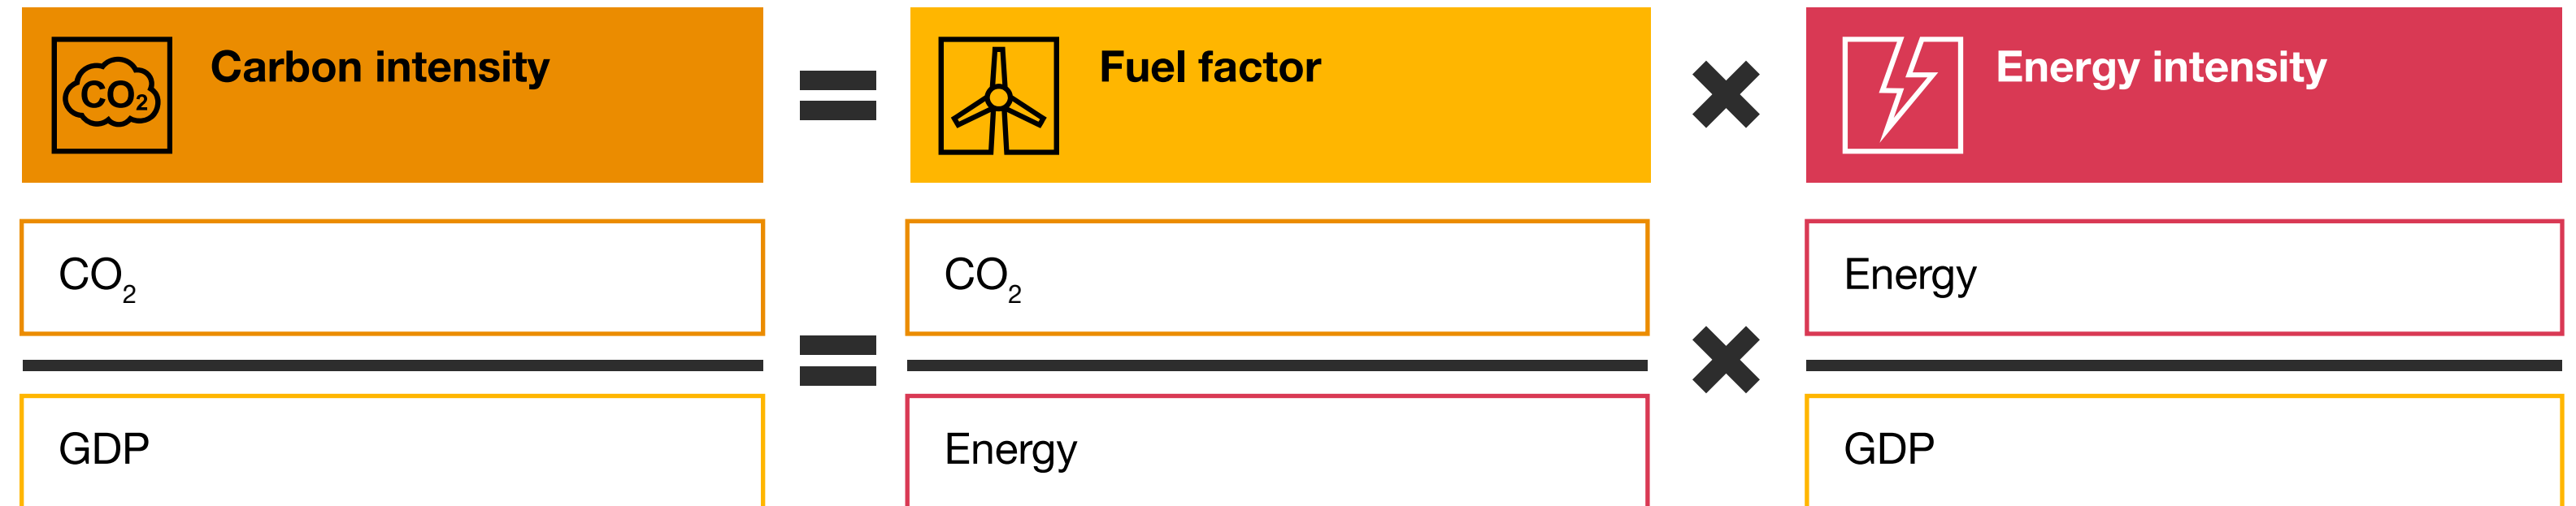 CO₂
Carbon intensity
=
Fuel factor
×
Energy intensity
CO₂
=
CO₂
×
Energy
GDP
Energy
GDP